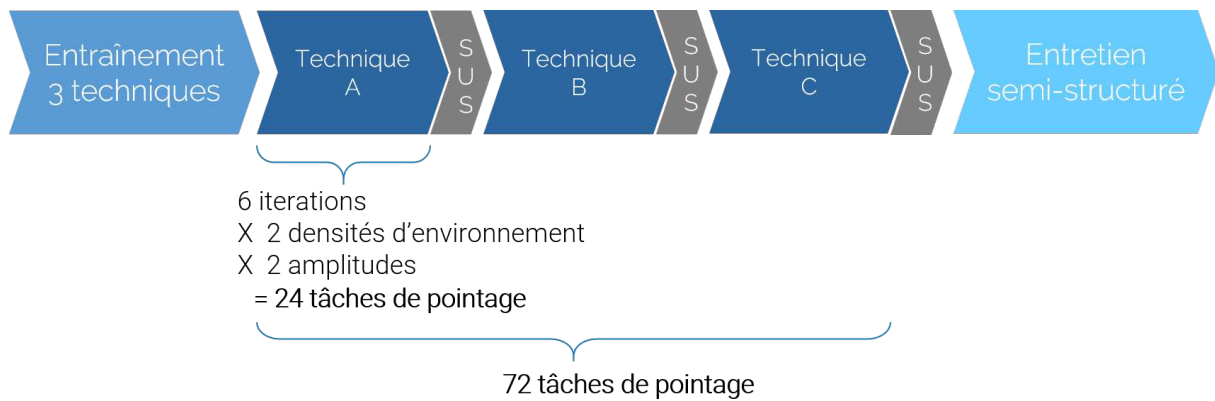 Entraînement
3 techniques
Technique
A
S
U
S
Technique
B
S
U
S
Technique
C
S
U
S
Entretien
semi-structuré
6 iterations
X 2 densités d'environnement
X 2 amplitudes
= 24 tâches de pointage
72 tâches de pointage